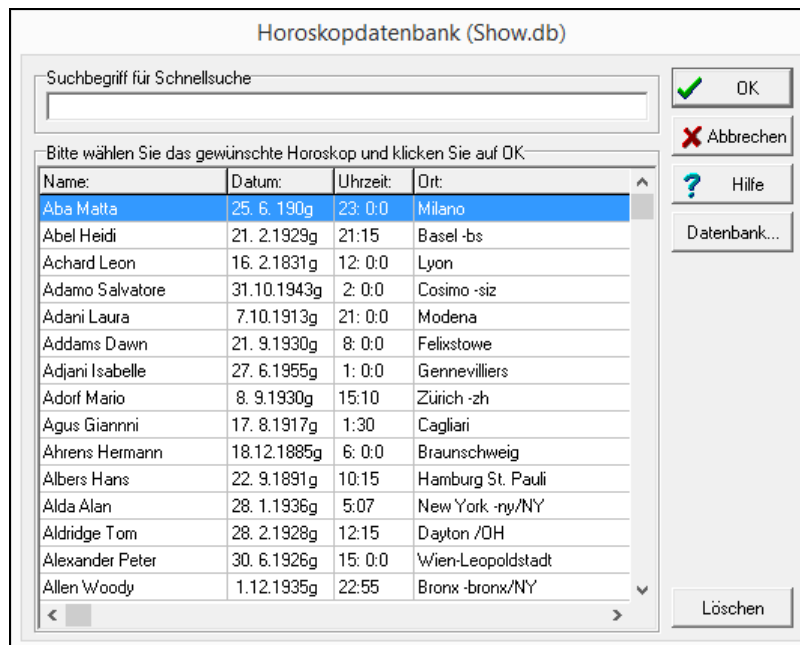 Horoskopdatenbank (Show.db)
Suchbegriff für Schnellsuche
OK
Abbrechen
Bitte wählen Sie das gewünschte Horoskop und klicken Sie auf OK
Name: Datum: Uhrzeit: Ort:
Hilfe
Aba Matta 25. 6. 190g 23: 0:0 Milano
Abel Heidi 21. 2.1929g 21:15 Basel -bs
Datenbank...
Achard Leon 16. 2.1831g 12: 0:0 Lyon
Adamo Salvatore 31.10.1943g 2: 0:0 Cosimo -siz
Adani Laura 7.10.1913g 21: 0:0 Modena
Addams Dawn 21. 9.1930g 8: 0:0 Felixstowe
Adjani Isabelle 27. 6.1955g 1: 0:0 Gennevilliers
Adorf Mario 8. 9.1930g 15:10 Zürich -zh
Agus Giannni 17. 8.1917g 1:30 Cagliari
Ahrens Hermann 18.12.1885g 6: 0:0 Braunschweig
Albers Hans 22. 9.1891g 10:15 Hamburg St. Pauli
Alda Alan 28. 1.1936g 5:07 New York -ny/NY
Aldridge Tom 28. 2.1928g 12:15 Dayton /OH
Alexander Peter 30. 6.1926g 15: 0:0 Wien-Leopoldstadt
Allen Woody 1.12.1935g 22:55 Bronx -bronx/NY
Löschen